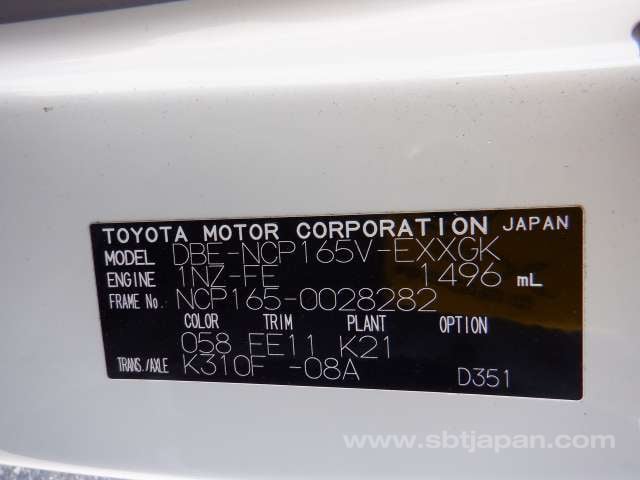 TOYOTA MOTOR CORPORATION JAPAN
MODEL DBE-NCP165V-EXXGK
ENGINE 1NZ-FE 1496 mL
FRAME No. NCP165-0028282
COLOR TRIM PLANT OPTION
058 FE11 K21
TRANS./AXLE K310F -08A D351
www.sbtjapan.com